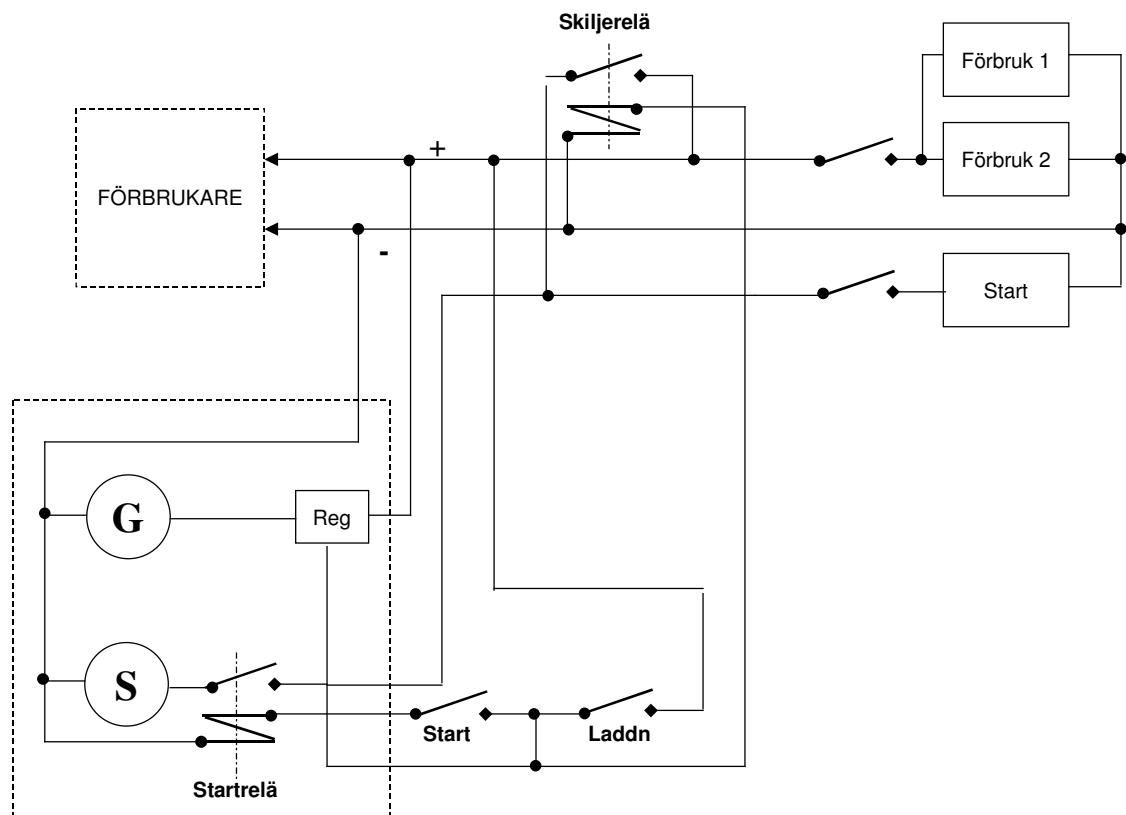 Skiljerelä
Förbruk 1
+
Förbruk 2
FÖRBRUKARE
-
Start
G
Reg
S
Start
Laddn
Startrelä